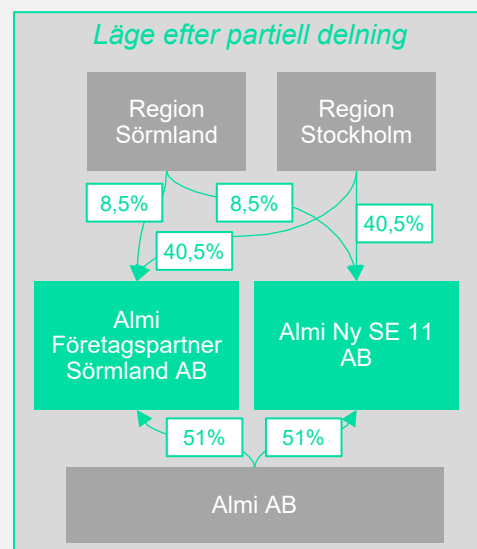 Läge efter partiell delning
Region
Sörmland
Region
Stockholm
8,5%
8,5%
40,5%
40,5%
Almi
Företagspartner
Sörmland AB
Almi Ny SE 11
AB
51%
51%
Almi AB